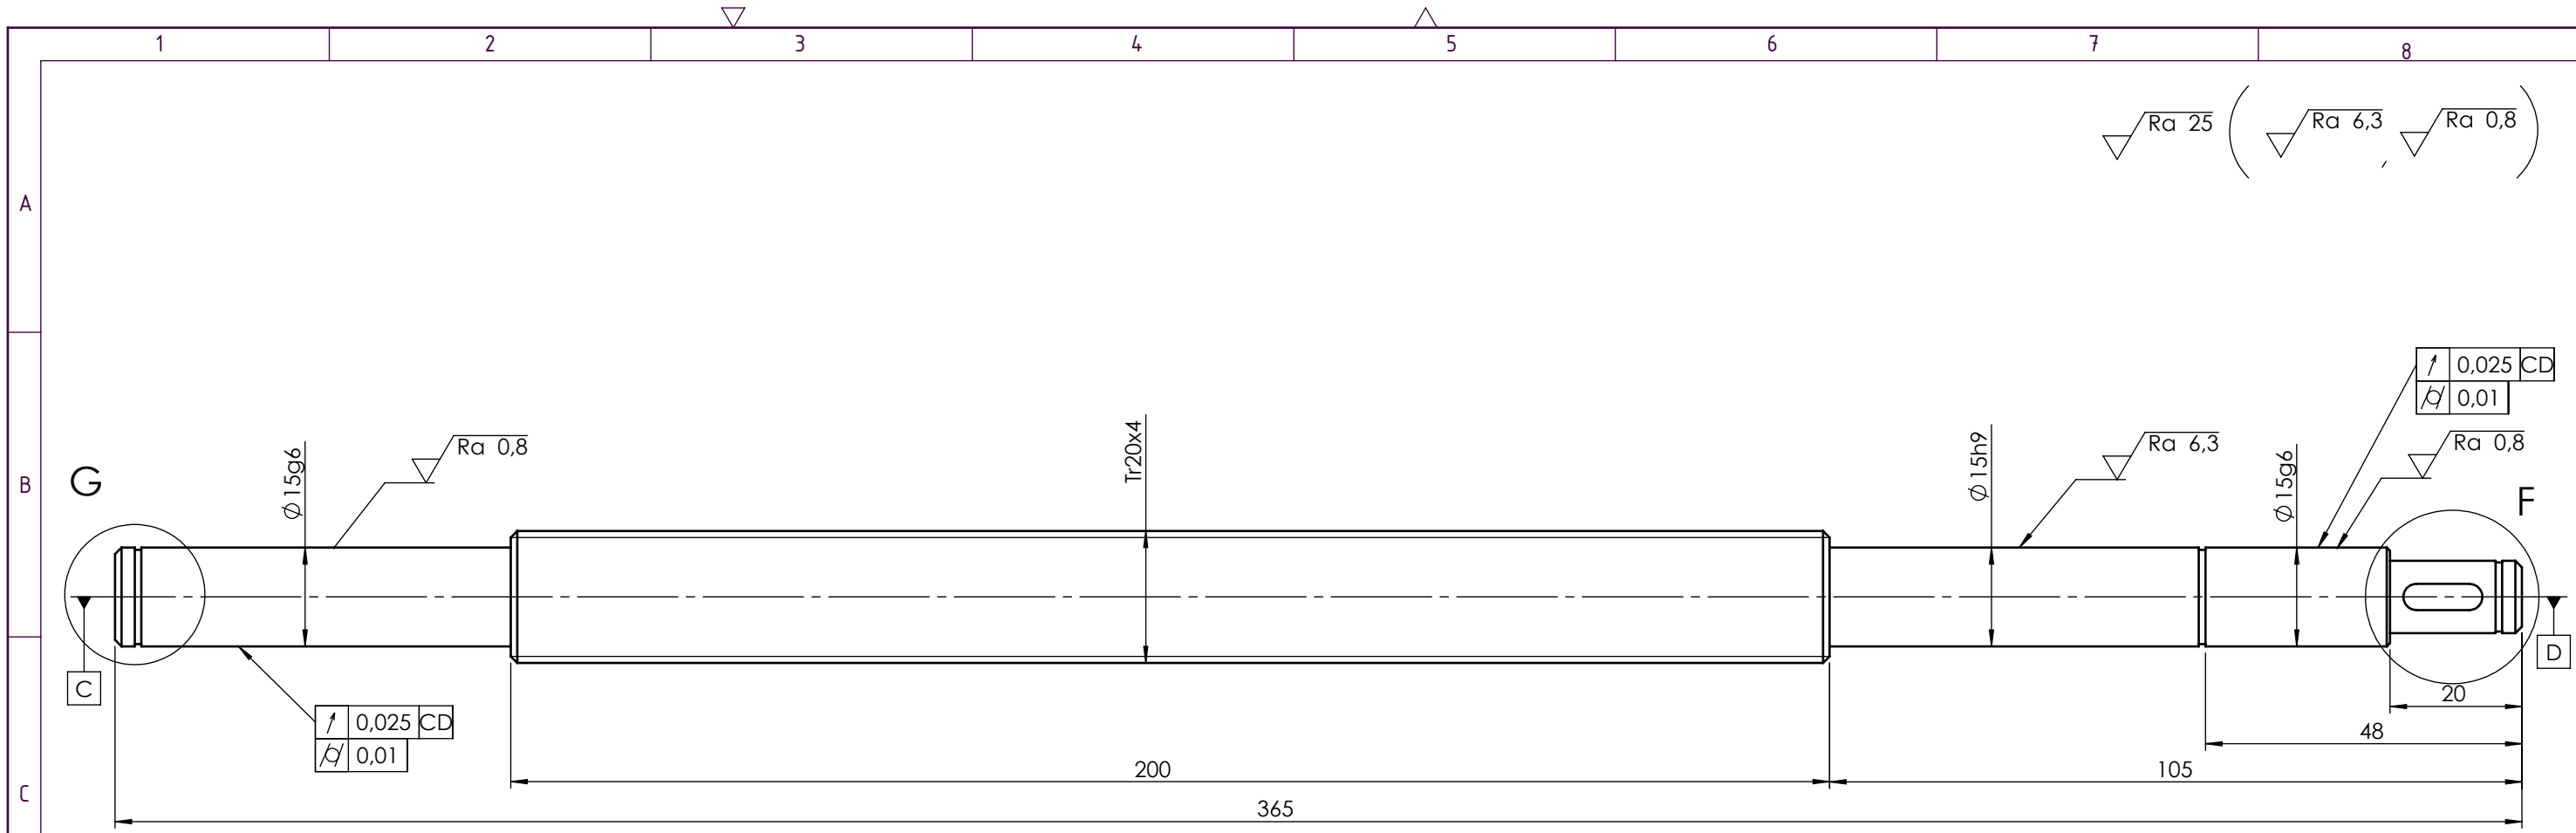 1 2 3 4 5 6 7 8
Ra 25 ( Ra 6,3 , Ra 0,8 )
A
B
C
0,025 CD
0,01
G
Ø15g6
Ra 0,8
Tr20x4
Ø15h9
Ra 6,3
Ø15g6
Ra 0,8
F
C
D
0,025 CD
0,01
20
48
200
105
365